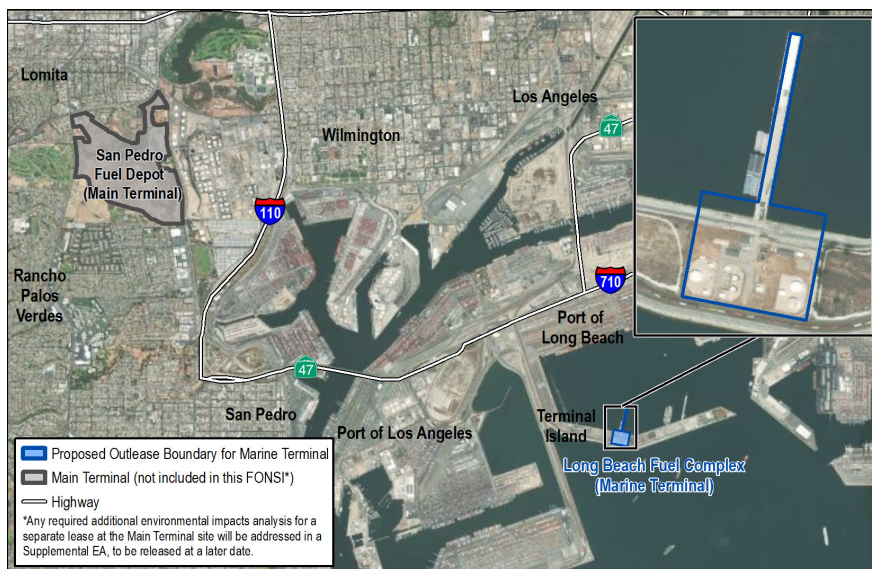 Lomita
San Pedro
Fuel Depot
(Main Terminal)
Wilmington
Los Angeles
47
110
Rancho
Palos
Verdes
710
Port of
Long Beach
47
San Pedro
Port of Los Angeles
Terminal
Island
Long Beach Fuel Complex
(Marine Terminal)
Proposed Outlease Boundary for Marine Terminal
Main Terminal (not included in this FONSI*)
Highway
*Any required additional environmental impacts analysis for a
separate lease at the Main Terminal site will be addressed in a
Supplemental EA, to be released at a later date.